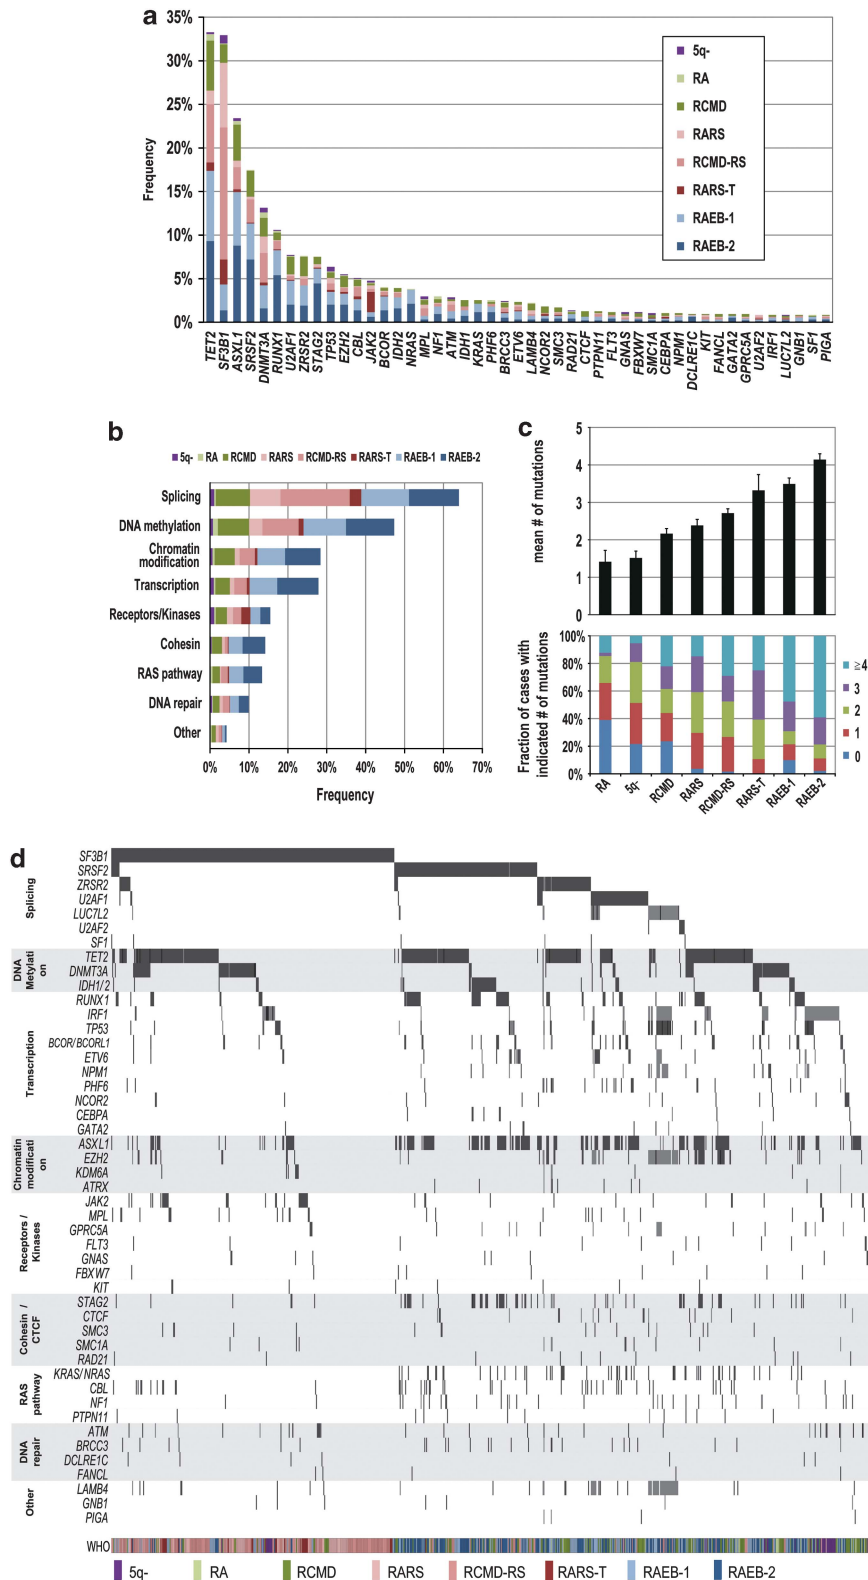 a
35%
30%
25%
20%
15%
10%
5%
0%
Frequency
5q-
RA
RCMD
RARS
RCMD-RS
RARS-T
RAEB-1
RAEB-2
TET2
SF3B1
ASXL1
SRSF2
DNMT3A
RUNX1
U2AF1
ZRSR2
STAG2
TP53
EZH2
CBL
JAK2
BCOR
IDH2
NRAS
MPL
NF1
ATM
IDH1
KRAS
PHF6
BRCC3
ETV6
LAMB4
NCOR2
SMC3
RAD21
CTCF
PTPN11
FLT3
GNAS
FBXW7
SMC1A
CEBPA
NPM1
DCLRE1C
KIT
FANCL
GATA2
GPRC5A
U2AF2
IRF1
LUC7L2
GNB1
SF1
PIGA
b
5q- RA RCMD RARS RCMD-RS RARS-T RAEB-1 RAEB-2
Splicing
DNA methylation
Chromatin
modification
Transcription
Receptors/Kinases
Cohesin
RAS pathway
DNA repair
Other
0% 10% 20% 30% 40% 50% 60% 70%
Frequency
c
mean # of mutations
5
4
3
2
1
0
Fraction of cases with
indicated # of mutations
100%
80%
60%
40%
20%
0%
≧4
3
2
1
0
RA
5q-
RCMD
RARS
RCMD-RS
RARS-T
RAEB-1
RAEB-2
d
Splicing
SF3B1
SRSF2
ZRSR2
U2AF1
LUC7L2
U2AF2
SF1
DNA
Metylati
on
TET2
DNMT3A
IDH1/2
Transcription
RUNX1
IRF1
TP53
BCOR/BCORL1
ETV6
NPM1
PHF6
NCOR2
CEBPA
GATA2
Chromatin
modificati
on
ASXL1
EZH2
KDM6A
ATRX
Receptors /
Kinases
JAK2
MPL
GPRC5A
FLT3
GNAS
FBXW7
KIT
Cohesin /
CTCF
STAG2
CTCF
SMC3
SMC1A
RAD21
RAS
pathway
KRAS/NRAS
CBL
NF1
PTPN11
DNA
repair
ATM
BRCC3
DCLRE1C
FANCL
Other
LAMB4
GNB1
PIGA
WHO
5q- RA RCMD RARS RCMD-RS RARS-T RAEB-1 RAEB-2